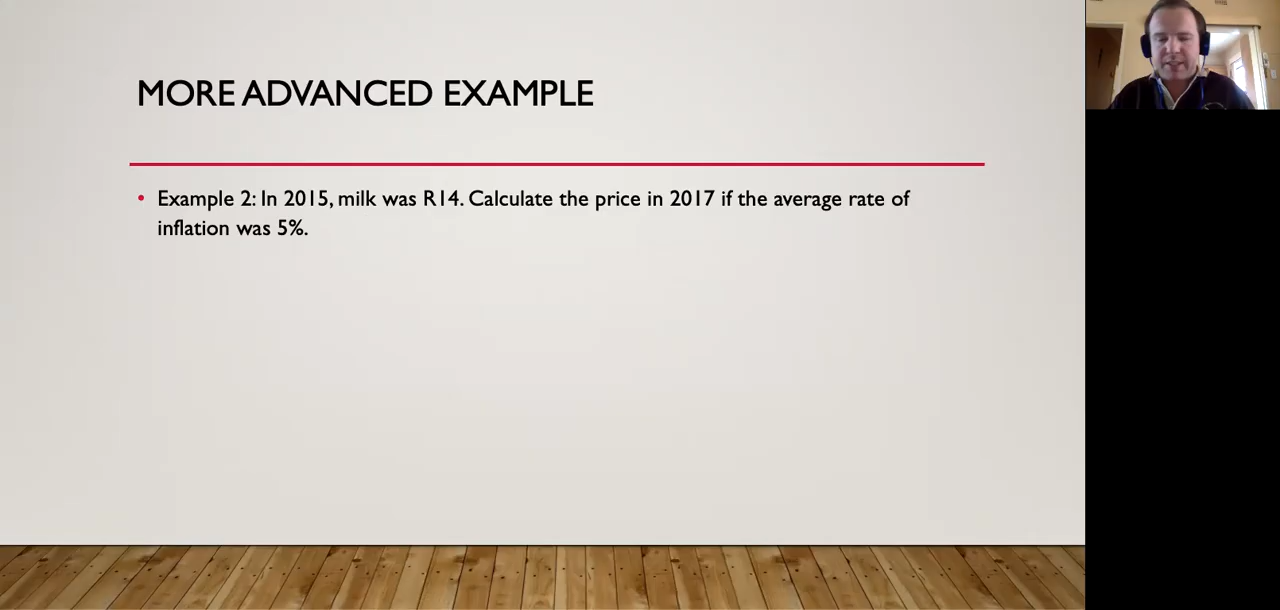 MORE ADVANCED EXAMPLE
• Example 2: In 2015, milk was R14. Calculate the price in 2017 if the average rate of
inflation was 5%.